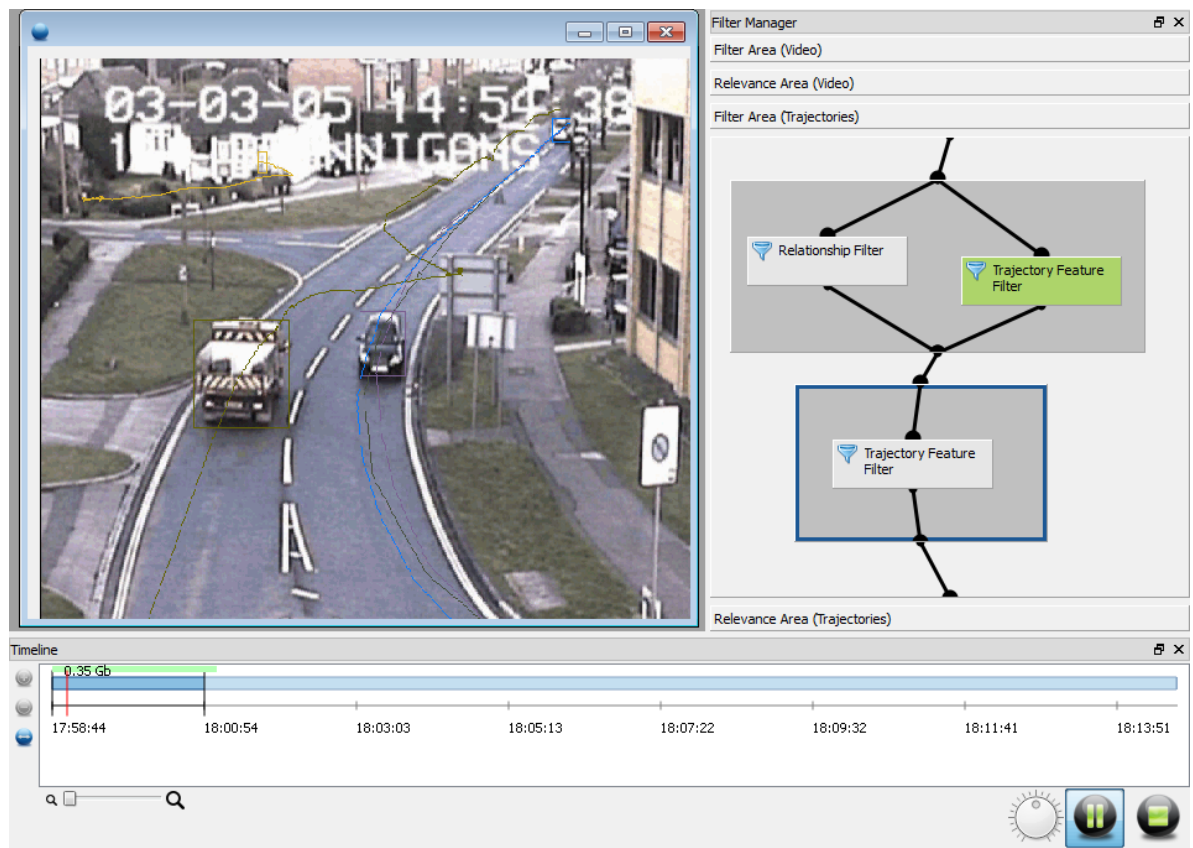 Filter Manager
Filter Area (Video)
Relevance Area (Video)
Filter Area (Trajectories)
03-03-05 14:54:38
Relationship Filter
Trajectory Feature
Filter
Trajectory Feature
Filter
Relevance Area (Trajectories)
Timeline
0.35 Gb
17:58:44 18:00:54 18:03:03 18:05:13 18:07:22 18:09:32 18:11:41 18:13:51